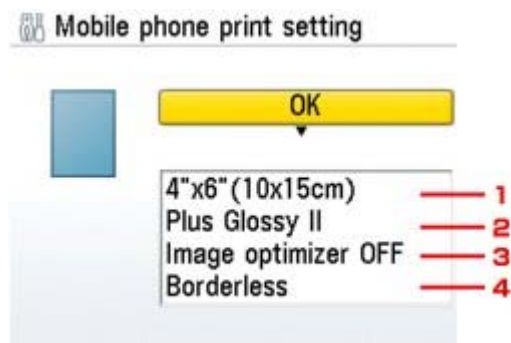 Mobile phone print setting
OK
4"x6"(10x15cm) 1
Plus Glossy II 2
Image optimizer OFF 3
Borderless 4